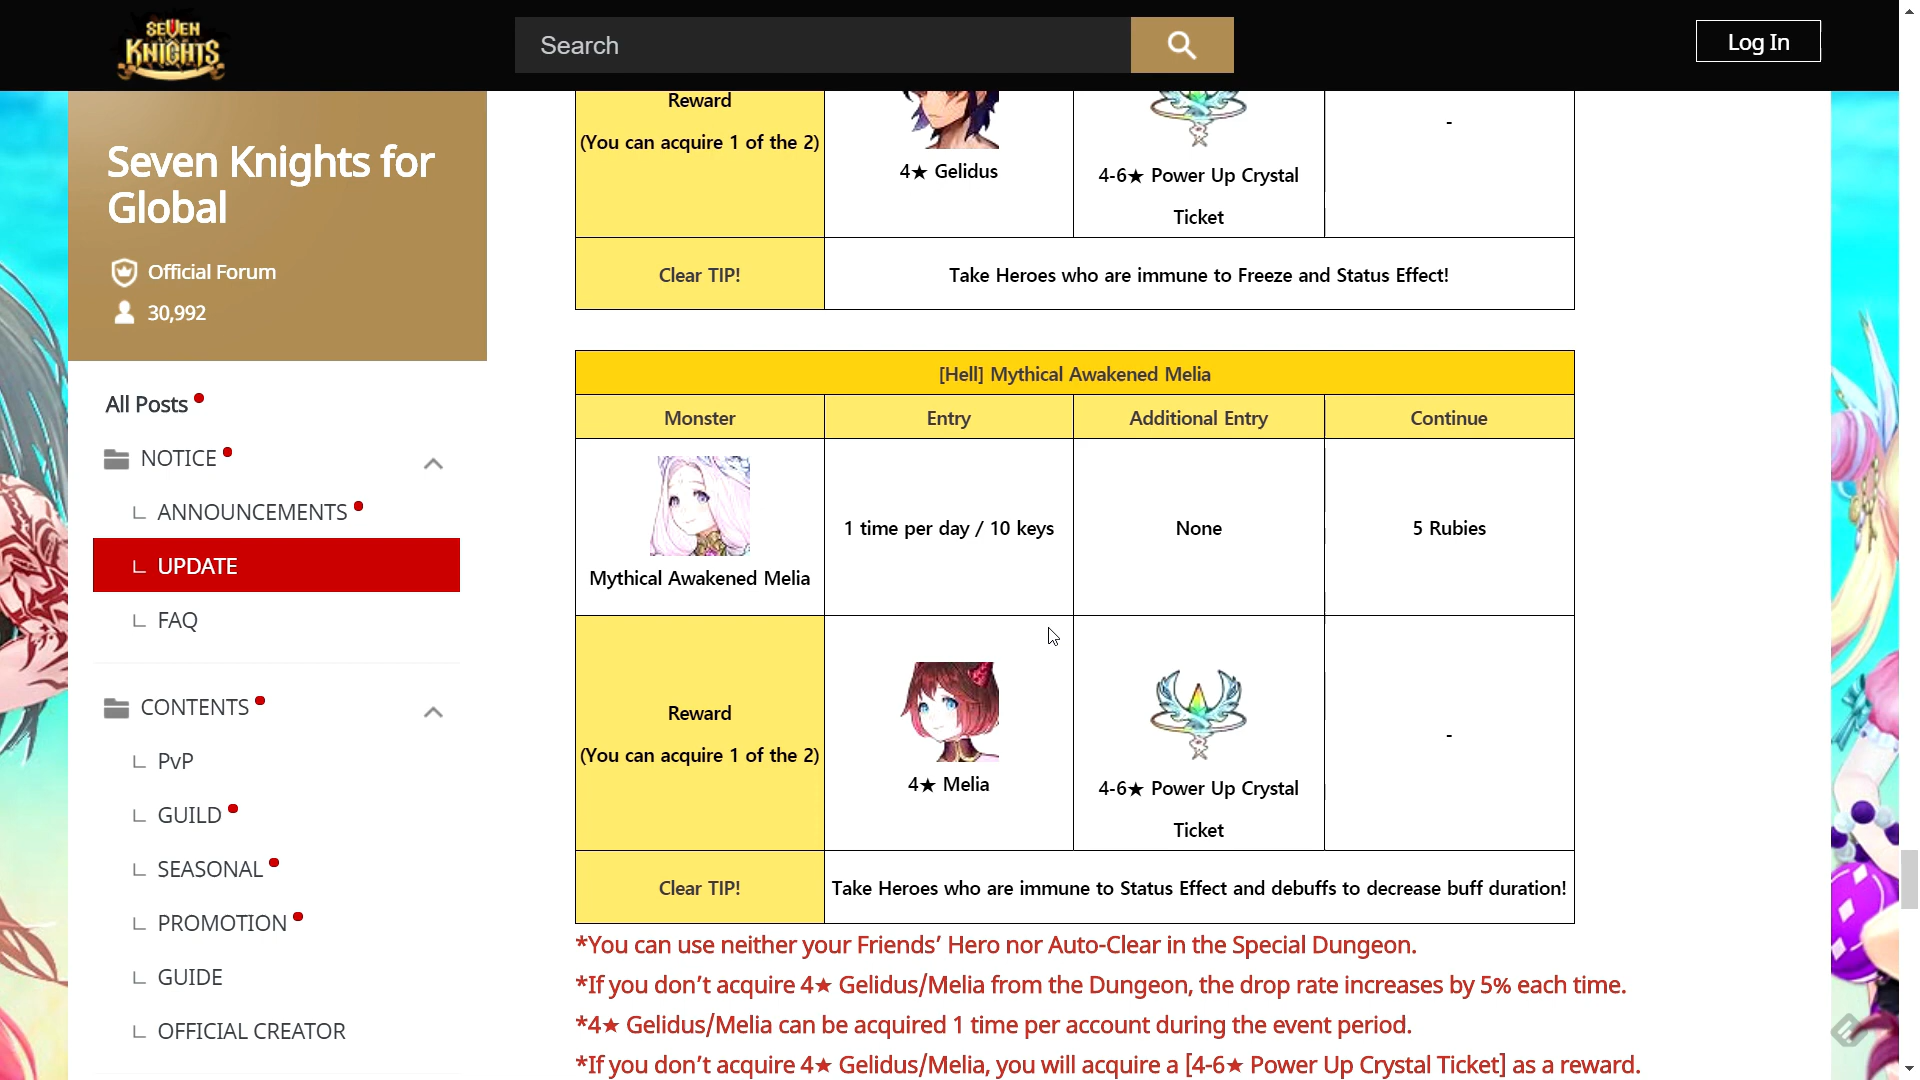 SEVEN
KNIGHTS
Search
Log In
Seven Knights for
Global
Official Forum
30,992
All Posts
NOTICE
ANNOUNCEMENTS
UPDATE
FAQ
CONTENTS
PvP
GUILD
SEASONAL
PROMOTION
GUIDE
OFFICIAL CREATOR
Reward
(You can acquire 1 of the 2)
4★ Gelidus
4-6★ Power Up Crystal
Ticket
-
Clear TIP!
Take Heroes who are immune to Freeze and Status Effect!
[Hell] Mythical Awakened Melia
Monster
Entry
Additional Entry
Continue
Mythical Awakened Melia
1 time per day / 10 keys
None
5 Rubies
Reward
(You can acquire 1 of the 2)
4★ Melia
4-6★ Power Up Crystal
Ticket
-
Clear TIP!
Take Heroes who are immune to Status Effect and debuffs to decrease buff duration!
*You can use neither your Friends’ Hero nor Auto-Clear in the Special Dungeon.
*If you don’t acquire 4★ Gelidus/Melia from the Dungeon, the drop rate increases by 5% each time.
*4★ Gelidus/Melia can be acquired 1 time per account during the event period.
*If you don’t acquire 4★ Gelidus/Melia, you will acquire a [4-6★ Power Up Crystal Ticket] as a reward.